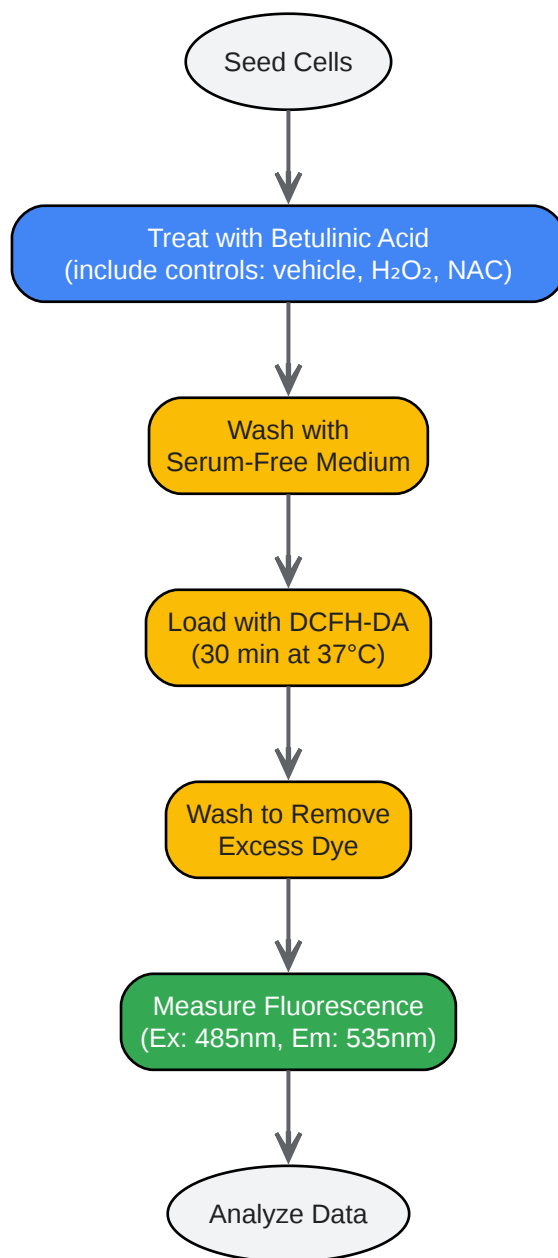 Seed Cells
Treat with Betulinic Acid
(include controls: vehicle, H₂O₂, NAC)
Wash with
Serum-Free Medium
Load with DCFH-DA
(30 min at 37°C)
Wash to Remove
Excess Dye
Measure Fluorescence
(Ex: 485nm, Em: 535nm)
Analyze Data